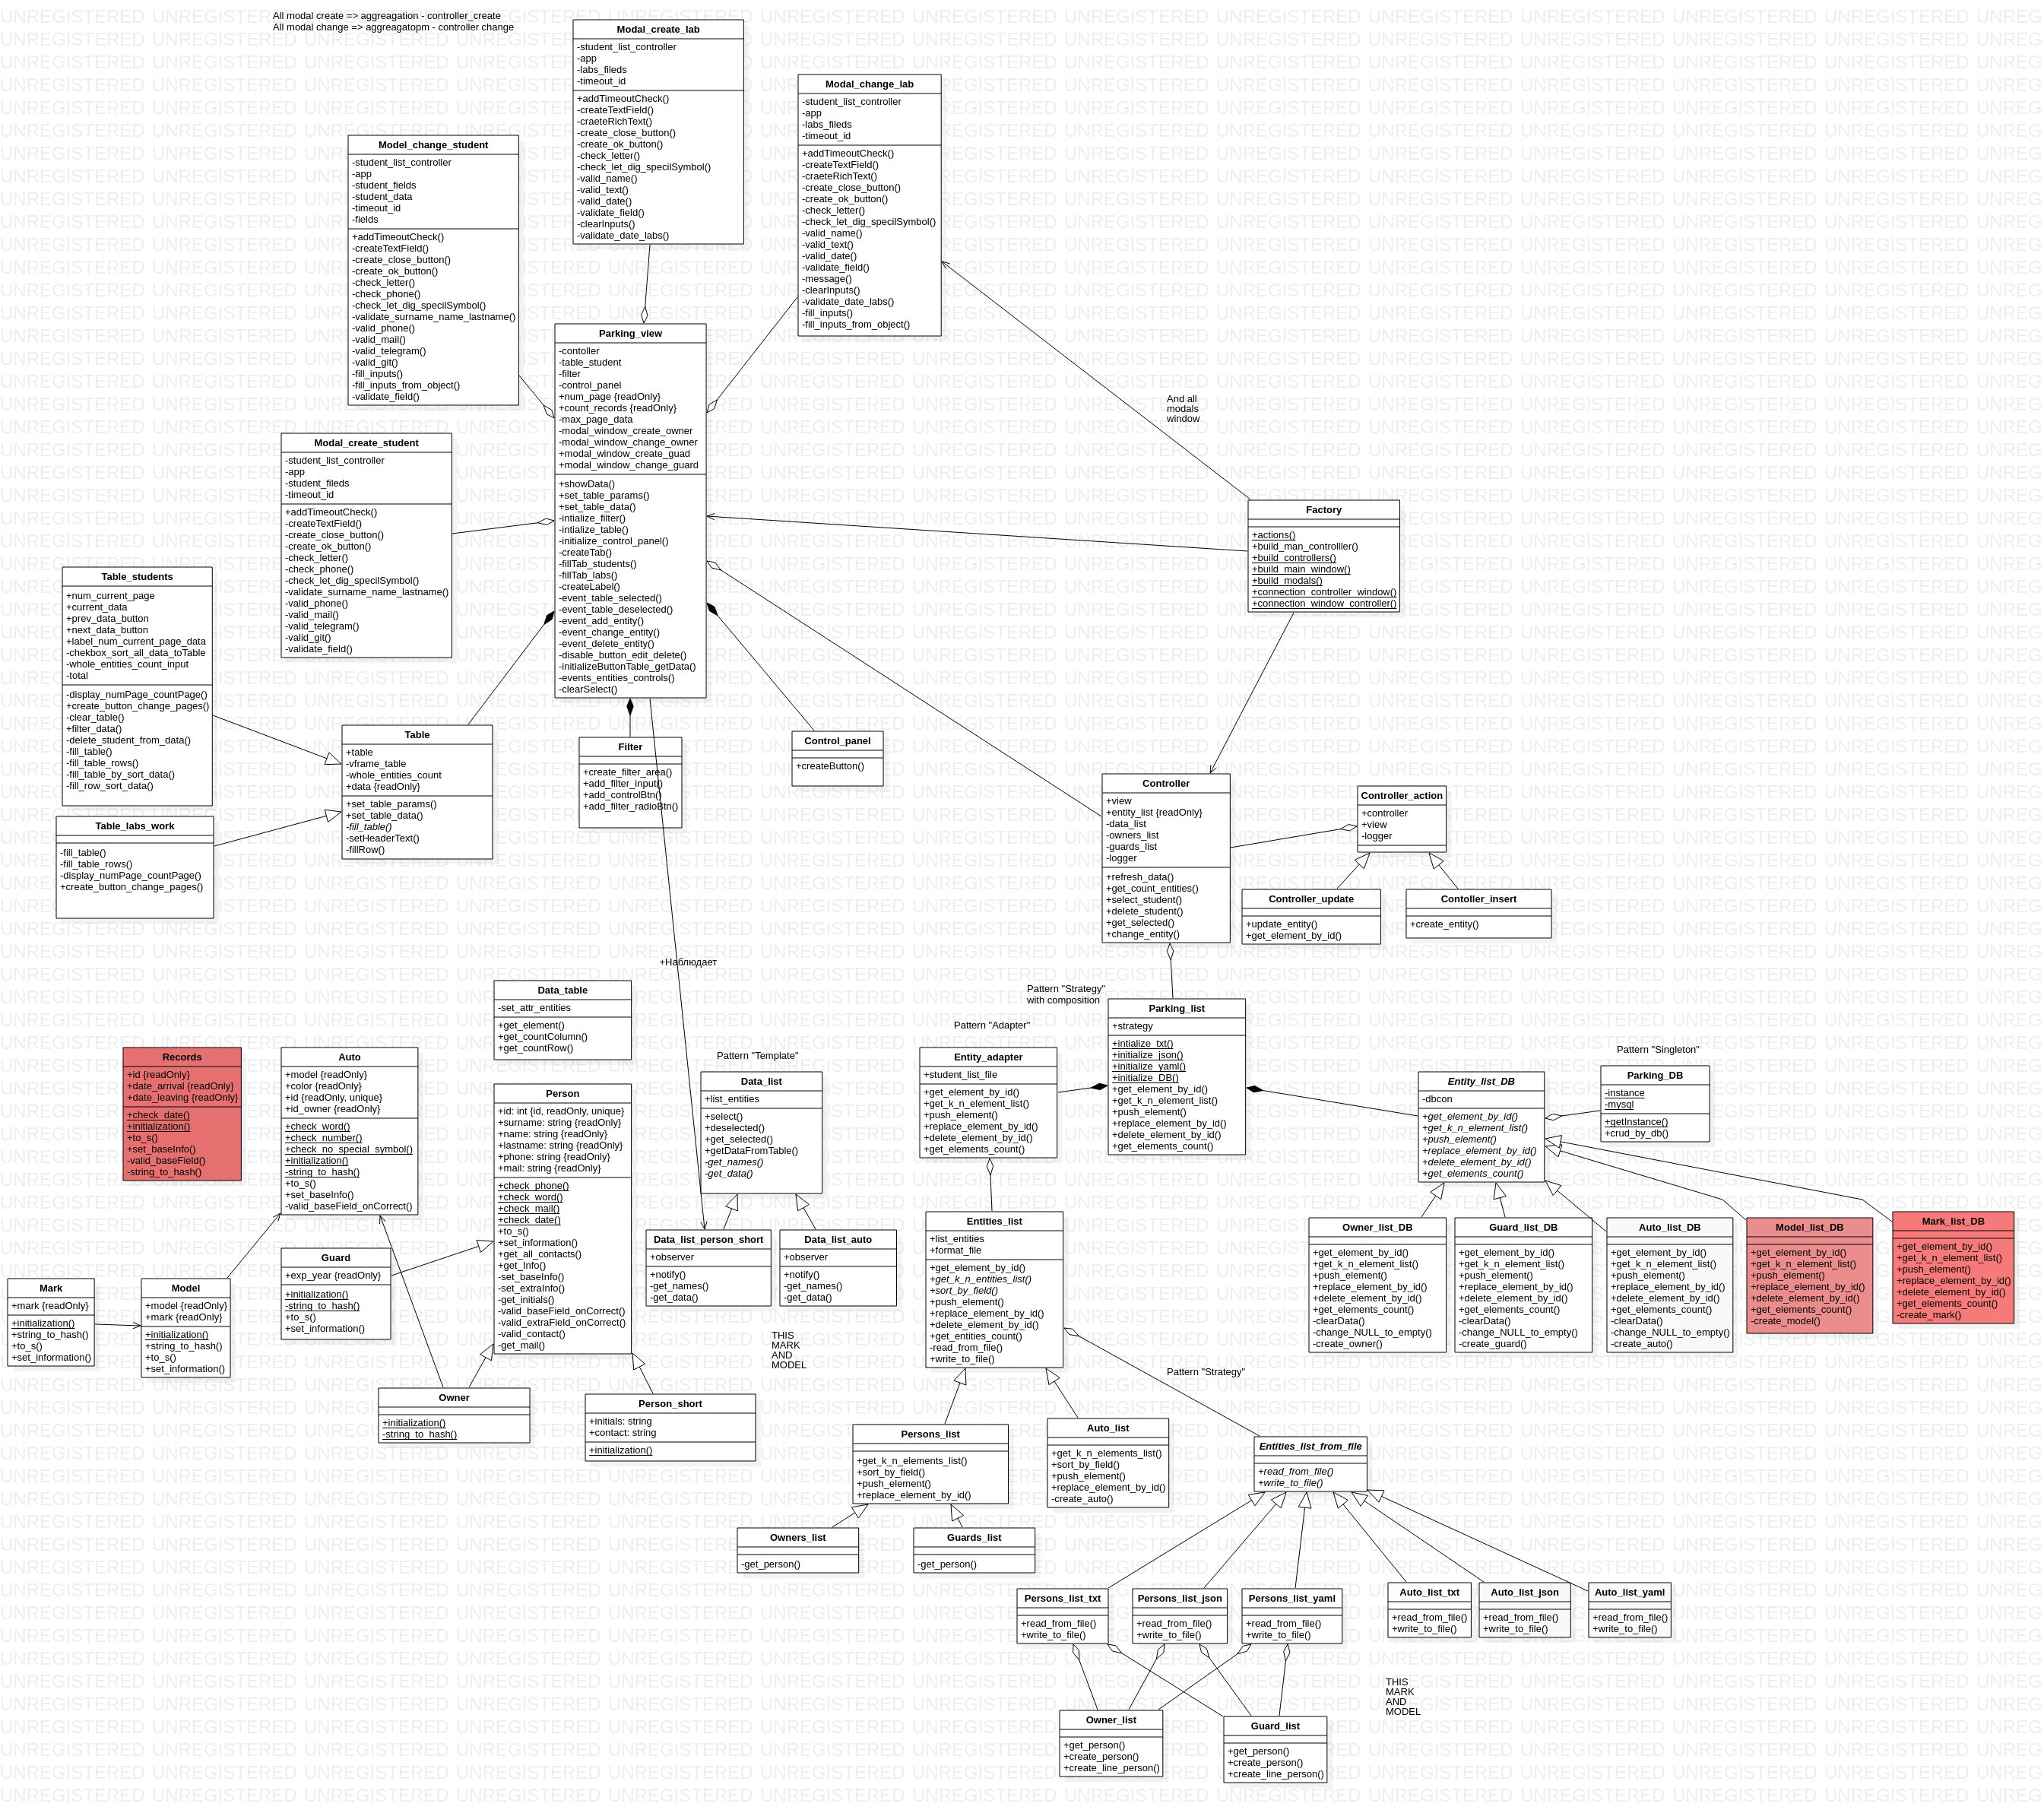 All modal create => aggreagation - controller_create
All modal change => aggreagatopm - controller change
Modal_create_lab
-student_list_controller
-app
-labs_fileds
-timeout_id
+addTimeoutCheck()
-createTextField()
-craeteRichText()
-create_close_button()
-create_ok_button()
-check_letter()
-check_let_dig_specilSymbol()
-valid_name()
-valid_text()
-valid_date()
-validate_field()
-clearInputs()
-validate_date_labs()
Modal_change_lab
-student_list_controller
-app
-labs_fileds
-timeout_id
+addTimeoutCheck()
-createTextField()
-craeteRichText()
-create_close_button()
-create_ok_button()
-check_letter()
-check_let_dig_specilSymbol()
-valid_name()
-valid_text()
-valid_date()
-validate_field()
-message()
-clearInputs()
-validate_date_labs()
-fill_inputs()
-fill_inputs_from_object()
Model_change_student
-student_list_controller
-app
-student_fields
-student_data
-timeout_id
-fields
+addTimeoutCheck()
-createTextField()
-create_close_button()
-create_ok_button()
-check_letter()
-check_phone()
-check_let_dig_specilSymbol()
-validate_surname_name_lastname()
-valid_phone()
-valid_mail()
-valid_telegram()
-valid_git()
-fill_inputs()
-fill_inputs_from_object()
-validate_field()
Parking_view
-contoller
-table_student
-filter
-control_panel
+num_page {readOnly}
+count_records {readOnly}
-max_page_data
-modal_window_create_owner
-modal_window_change_owner
+modal_window_create_guad
+modal_window_change_guard
+showData()
+set_table_params()
+set_table_data()
-intialize_filter()
-intialize_table()
-initialize_control_panel()
-createTab()
-fillTab_students()
-fillTab_labs()
-createLabel()
-event_table_selected()
-event_table_deselected()
-event_add_entity()
-event_change_entity()
-event_delete_entity()
-disable_button_edit_delete()
-initializeButtonTable_getData()
-events_entities_controls()
-clearSelect()
And all
modals
window
Modal_create_student
-student_list_controller
-app
-student_fileds
-timeout_id
+addTimeoutCheck()
-createTextField()
-create_close_button()
-create_ok_button()
-check_letter()
-check_phone()
-check_let_dig_specilSymbol()
-validate_surname_name_lastname()
-valid_phone()
-valid_mail()
-valid_telegram()
-valid_git()
-validate_field()
Factory
+actions()
+build_man_controlller()
+build_controllers()
+build_main_window()
+build_modals()
+connection_controller_window()
+connection_window_controller()
Table_students
+num_current_page
+current_data
+prev_data_button
+next_data_button
+label_num_current_page_data
-chekbox_sort_all_data_toTable
-whole_entities_count_input
-total
-display_numPage_countPage()
+create_button_change_pages()
-clear_table()
+filter_data()
-delete_student_from_data()
-fill_table()
-fill_table_rows()
-fill_table_by_sort_data()
-fill_row_sort_data()
Table
+table
-vframe_table
-whole_entities_count
+data {readOnly}
+set_table_params()
+set_table_data()
-fill_table()
-setHeaderText()
-fillRow()
Filter
+create_filter_area()
+add_filter_input()
+add_controlBtn()
+add_filter_radioBtn()
Control_panel
+createButton()
Table_labs_work
-fill_table()
-fill_table_rows()
-display_numPage_countPage()
+create_button_change_pages()
Controller
+view
+entity_list {readOnly}
-data_list
-owners_list
-guards_list
-logger
+refresh_data()
+get_count_entities()
+select_student()
+delete_student()
+get_selected()
+change_entity()
Controller_action
+controller
+view
-logger
Controller_update
+update_entity()
+get_element_by_id()
Contoller_insert
+create_entity()
+Наблюдает
Data_table
-set_attr_entities
+get_element()
+get_countColumn()
+get_countRow()
Pattern "Strategy"
with composition
Parking_list
+strategy
+intialize_txt()
+initialize_json()
+initialize_yaml()
+initialize_DB()
+get_element_by_id()
+get_k_n_element_list()
+push_element()
+replace_element_by_id()
+delete_element_by_id()
+get_elements_count()
Pattern "Adapter"
Entity_adapter
+student_list_file
+get_element_by_id()
+get_k_n_element_list()
+push_element()
+replace_element_by_id()
+delete_element_by_id()
+get_elements_count()
Pattern "Template"
Data_list
+list_entities
+select()
+deselected()
+get_selected()
+getDataFromTable()
-get_names()
-get_data()
Records
+id {readOnly}
+date_arrival {readOnly}
+date_leaving {readOnly}
+check_date()
+initialization()
+to_s()
+set_baseInfo()
-valid_baseField()
-string_to_hash()
Auto
+model {readOnly}
+color {readOnly}
+id {readOnly, unique}
+id_owner {readOnly}
+check_word()
+check_number()
+check_no_special_symbol()
+initialization()
-string_to_hash()
+to_s()
+set_baseInfo()
-valid_baseField_onCorrect()
Person
+id: int {id, readOnly, unique}
+surname: string {readOnly}
+name: string {readOnly}
+lastname: string {readOnly}
+phone: string {readOnly}
+mail: string {readOnly}
+check_phone()
+check_word()
+check_mail()
+check_date()
+to_s()
+set_information()
+get_all_contacts()
+get_Info()
-set_baseInfo()
-set_extraInfo()
-get_initials()
-valid_baseField_onCorrect()
-valid_extraField_onCorrect()
-valid_contact()
-get_mail()
Pattern "Singleton"
Entity_list_DB
-dbcon
+get_element_by_id()
+get_k_n_element_list()
+push_element()
+replace_element_by_id()
+delete_element_by_id()
+get_elements_count()
Parking_DB
-instance
-mysql
+getInstance()
+crud_by_db()
Data_list_person_short
+observer
+notify()
-get_names()
-get_data()
Data_list_auto
+observer
+notify()
-get_names()
-get_data()
Entities_list
+list_entities
+format_file
+get_element_by_id()
+get_k_n_entities_list()
+sort_by_field()
+push_element()
+replace_element_by_id()
+delete_element_by_id()
+get_entities_count()
-read_from_file()
+write_to_file()
Owner_list_DB
+get_element_by_id()
+get_k_n_element_list()
+push_element()
+replace_element_by_id()
+delete_element_by_id()
+get_elements_count()
-clearData()
-change_NULL_to_empty()
-create_owner()
Guard_list_DB
+get_element_by_id()
+get_k_n_element_list()
+push_element()
+replace_element_by_id()
+delete_element_by_id()
+get_elements_count()
-clearData()
-change_NULL_to_empty()
-create_guard()
Auto_list_DB
+get_element_by_id()
+get_k_n_element_list()
+push_element()
+replace_element_by_id()
+delete_element_by_id()
+get_elements_count()
-clearData()
-change_NULL_to_empty()
-create_auto()
Model_list_DB
+get_element_by_id()
+get_k_n_element_list()
+push_element()
+replace_element_by_id()
+delete_element_by_id()
+get_elements_count()
-create_model()
Mark_list_DB
+get_element_by_id()
+get_k_n_element_list()
+push_element()
+replace_element_by_id()
+delete_element_by_id()
+get_elements_count()
-create_mark()
Mark
+mark {readOnly}
+initialization()
+string_to_hash()
+to_s()
+set_information()
Model
+model {readOnly}
+mark {readOnly}
+initialization()
+string_to_hash()
+to_s()
+set_information()
Guard
+exp_year {readOnly}
+initialization()
-string_to_hash()
+to_s()
+set_information()
THIS
MARK
AND
MODEL
Owner
+initialization()
-string_to_hash()
Person_short
+initials: string
+contact: string
+initialization()
Pattern "Strategy"
Persons_list
+get_k_n_elements_list()
+sort_by_field()
+push_element()
+replace_element_by_id()
Auto_list
+get_k_n_elements_list()
+sort_by_field()
+push_element()
+replace_element_by_id()
-create_auto()
Entities_list_from_file
+read_from_file()
+write_to_file()
Owners_list
-get_person()
Guards_list
-get_person()
Persons_list_txt
+read_from_file()
+write_to_file()
Persons_list_json
+read_from_file()
+write_to_file()
Persons_list_yaml
+read_from_file()
+write_to_file()
Auto_list_txt
+read_from_file()
+write_to_file()
Auto_list_json
+read_from_file()
+write_to_file()
Auto_list_yaml
+read_from_file()
+write_to_file()
THIS
MARK
AND
MODEL
Owner_list
+get_person()
+create_person()
+create_line_person()
Guard_list
+get_person()
+create_person()
+create_line_person()